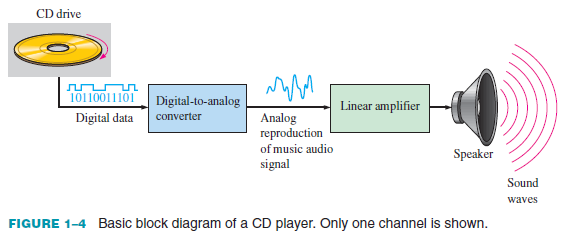 CD drive
10110011101
Digital data
Digital-to-analog
converter
Analog
reproduction
of music audio
signal
Linear amplifier
Speaker
Sound
waves
FIGURE 1–4 Basic block diagram of a CD player. Only one channel is shown.